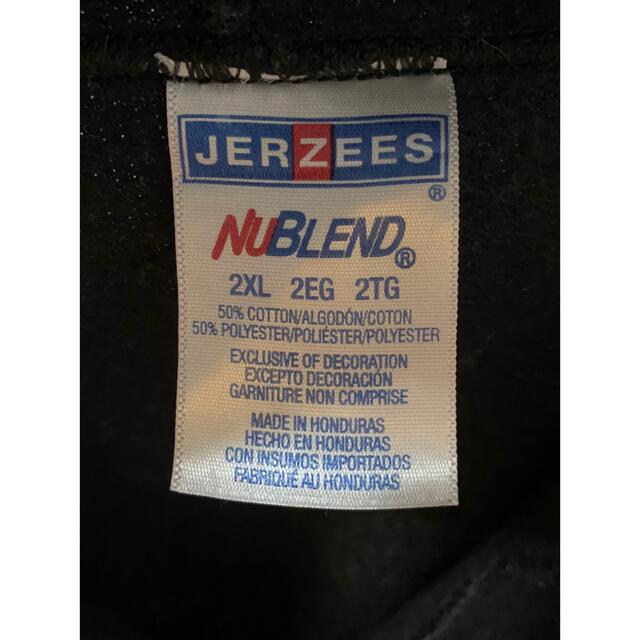 JERZEES
®
NUBLEND®
2XL 2EG 2TG
50% COTTON/ALGODÓN/COTON
50% POLYESTER/POLIÉSTER/POLYESTER
EXCLUSIVE OF DECORATION
EXCEPTO DECORACIÓN
GARNITURE NON COMPRISE
MADE IN HONDURAS
HECHO EN HONDURAS
CON INSUMOS IMPORTADOS
FABRIQUÉ AU HONDURAS